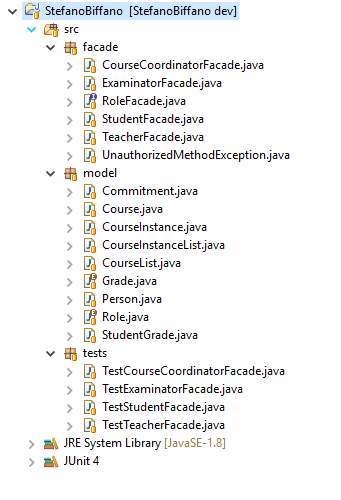 StefanoBiffano [StefanoBiffano dev]
src
facade
CourseCoordinatorFacade.java
ExaminatorFacade.java
RoleFacade.java
StudentFacade.java
TeacherFacade.java
UnauthorizedMethodException.java
model
Commitment.java
Course.java
CourseInstance.java
CourseInstanceList.java
CourseList.java
Grade.java
Person.java
Role.java
StudentGrade.java
tests
TestCourseCoordinatorFacade.java
TestExaminatorFacade.java
TestStudentFacade.java
TestTeacherFacade.java
JRE System Library [JavaSE-1.8]
JUnit 4